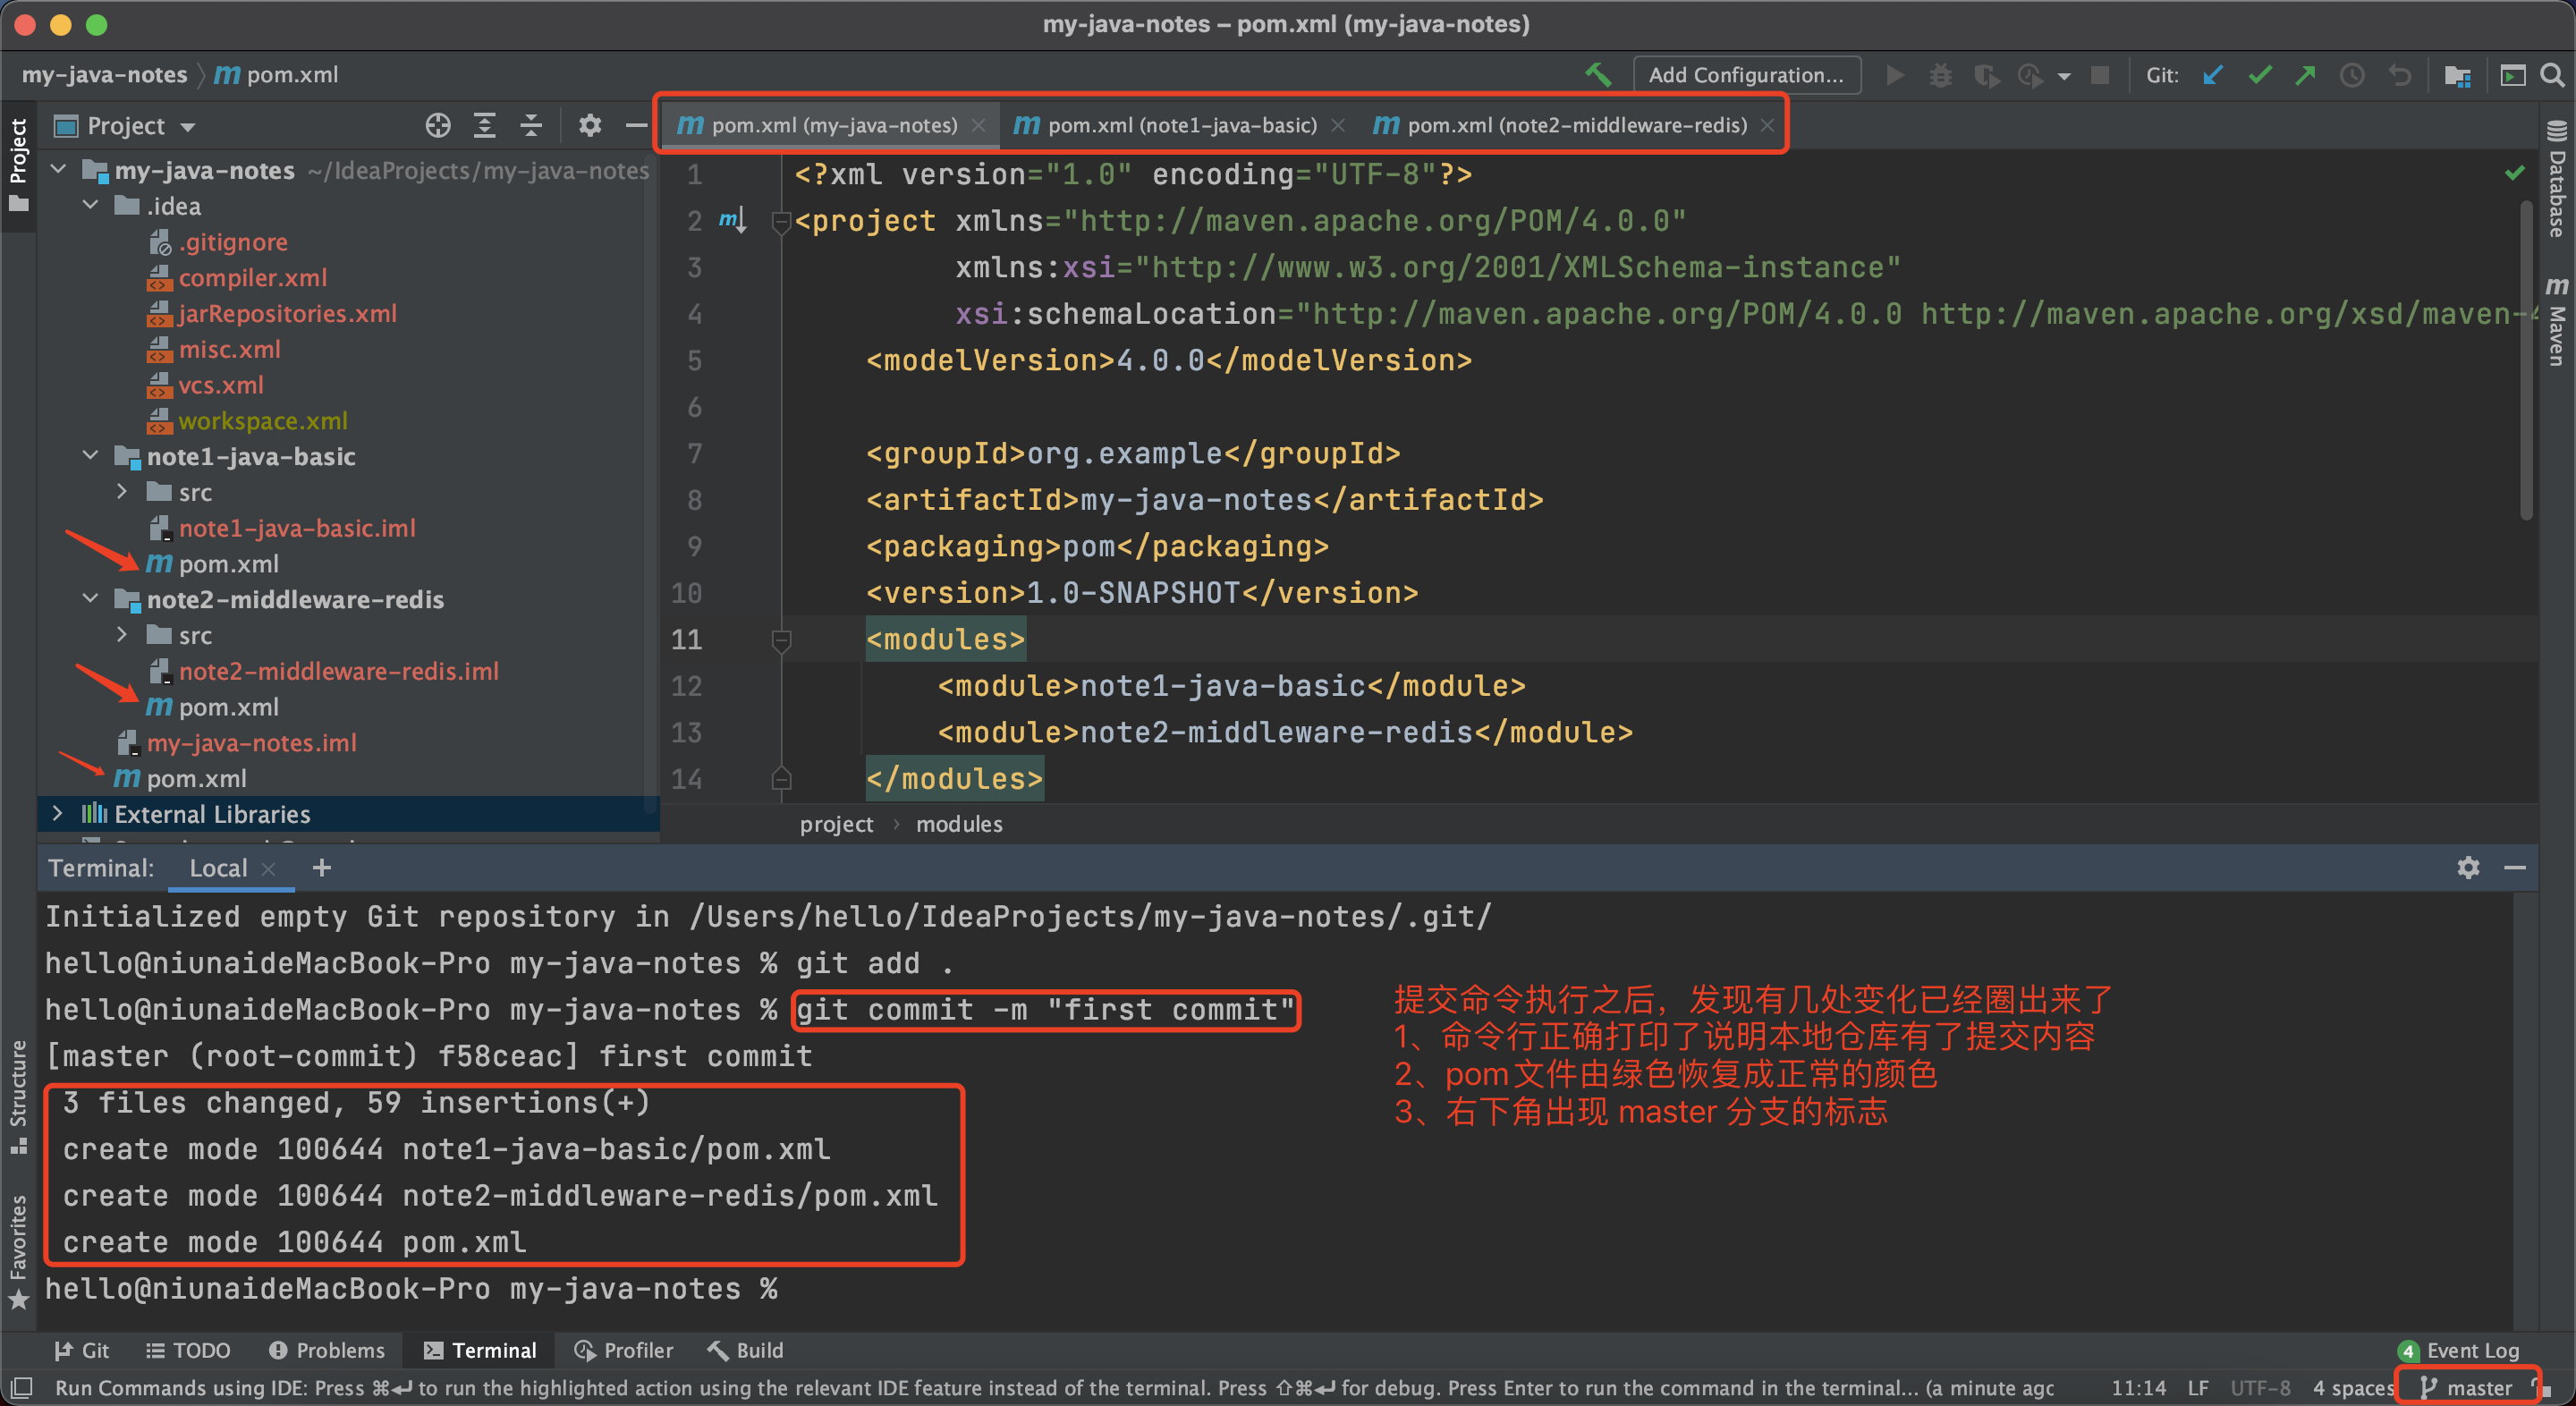 my-java-notes – pom.xml (my-java-notes)
my-java-notes
pom.xml
Add Configuration...
Git:
Project
Project
pom.xml (my-java-notes)
pom.xml (note1-java-basic)
pom.xml (note2-middleware-redis)
my-java-notes ~/IdeaProjects/my-java-notes
.idea
.gitignore
compiler.xml
jarRepositories.xml
misc.xml
vcs.xml
workspace.xml
note1-java-basic
src
note1-java-basic.iml
pom.xml
note2-middleware-redis
src
note2-middleware-redis.iml
pom.xml
my-java-notes.iml
pom.xml
External Libraries
1 <?xml version="1.0" encoding="UTF-8"?>
2 <project xmlns="http://maven.apache.org/POM/4.0.0"
3 xmlns:xsi="http://www.w3.org/2001/XMLSchema-instance"
4 xsi:schemaLocation="http://maven.apache.org/POM/4.0.0 http://maven.apache.org/xsd/maven-4
5 <modelVersion>4.0.0</modelVersion>
6
7 <groupId>org.example</groupId>
8 <artifactId>my-java-notes</artifactId>
9 <packaging>pom</packaging>
10 <version>1.0-SNAPSHOT</version>
11 <modules>
12 <module>note1-java-basic</module>
13 <module>note2-middleware-redis</module>
14 </modules>
project
modules
Database
Maven
Terminal: Local
Initialized empty Git repository in /Users/hello/IdeaProjects/my-java-notes/.git/
hello@niunaideMacBook-Pro my-java-notes % git add .
hello@niunaideMacBook-Pro my-java-notes % git commit -m "first commit"
[master (root-commit) f58ceac] first commit
3 files changed, 59 insertions(+)
create mode 100644 note1-java-basic/pom.xml
create mode 100644 note2-middleware-redis/pom.xml
create mode 100644 pom.xml
hello@niunaideMacBook-Pro my-java-notes %
提交命令执行之后，发现有几处变化已经圈出来了
1、命令行正确打印了说明本地仓库有了提交内容
2、pom文件由绿色恢复成正常的颜色
3、右下角出现 master 分支的标志
Structure
Favorites
Git
TODO
Problems
Terminal
Profiler
Build
4 Event Log
Run Commands using IDE: Press ⌘↩ to run the highlighted action using the relevant IDE feature instead of the terminal. Press ⇧⌘↩ for debug. Press Enter to run the command in the terminal... (a minute agc
11:14 LF UTF-8 4 spaces master